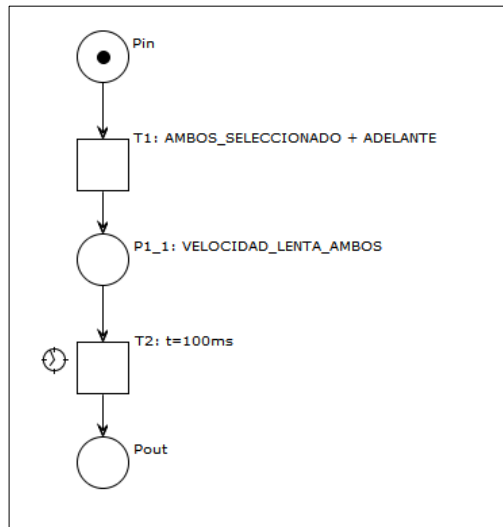 Pin
T1: AMBOS_SELECCIONADO + ADELANTE
P1_1: VELOCIDAD_LENTA_AMBOS
T2: t=100ms
Pout